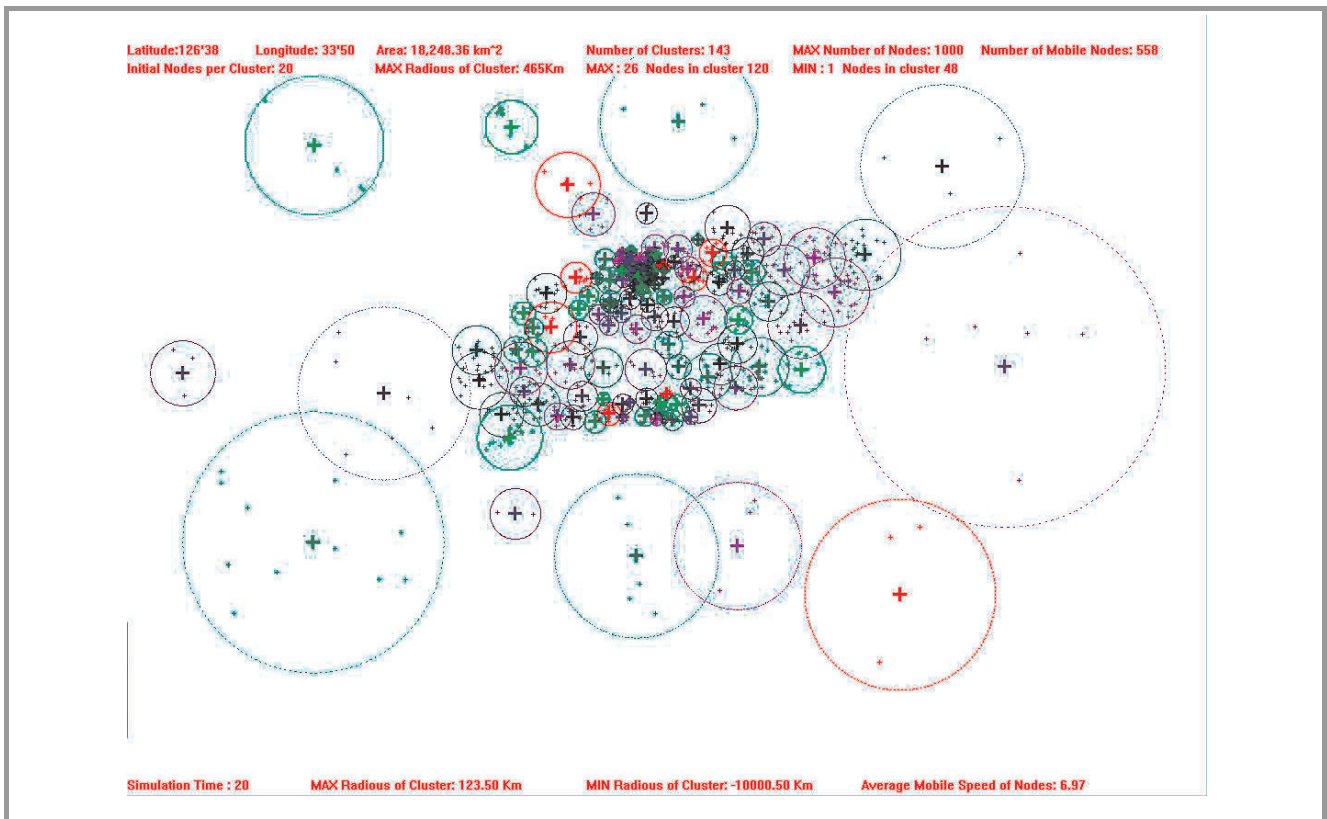 Latitude:126'38 Longitude: 33'50 Area: 18,248.36 km^2 Number of Clusters: 143 MAX Number of Nodes: 1000 Number of Mobile Nodes: 558
Initial Nodes per Cluster: 20 MAX Radious of Cluster: 465Km MAX : 26 Nodes in cluster 120 MIN : 1 Nodes in cluster 48
Simulation Time : 20 MAX Radious of Cluster: 123.50 Km MIN Radious of Cluster: -10000.50 Km Average Mobile Speed of Nodes: 6.97